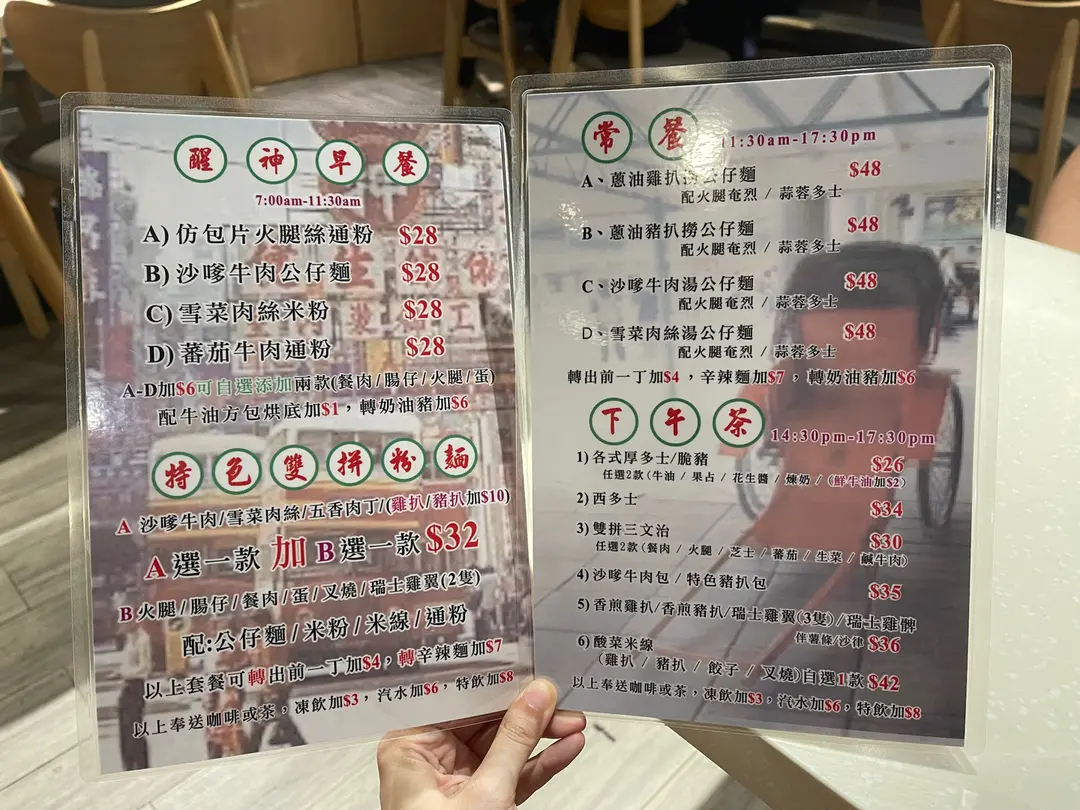 醒神早餐
7:00am-11:30am
A) 仿包片火腿絲通粉 $28
B) 沙嗲牛肉公仔麵 $28
C) 雪菜肉絲米粉 $28
D) 蕃茄牛肉通粉 $28
A-D加$6可自選添加兩款(餐肉/腸仔/火腿/蛋)
配牛油方包烘底加$1，轉奶油豬加$6
特色雙拼粉麵
A 沙嗲牛肉/雪菜肉絲/五香肉丁/(雞扒/豬扒加$10)
A選一款 加 B選一款 $32
B 火腿/腸仔/餐肉/蛋/叉燒/瑞士雞翼(2隻)
配:公仔麵/米粉/米線/通粉
以上套餐可轉出前一丁加$4，轉辛辣麵加$7
以上奉送咖啡或茶，凍飲加$3，汽水加$6，特飲加$8
常餐 11:30am-17:30pm
A、蔥油雞扒撈公仔麵 $48
配火腿奄烈 / 蒜蓉多士
B、蔥油豬扒撈公仔麵 $48
配火腿奄烈 / 蒜蓉多士
C、沙嗲牛肉湯公仔麵 $48
配火腿奄烈 / 蒜蓉多士
D、雪菜肉絲湯公仔麵 $48
配火腿奄烈 / 蒜蓉多士
轉出前一丁加$4，辛辣麵加$7，轉奶油豬加$6
下午茶 14:30pm-17:30pm
1) 各式厚多士/脆豬 $26
任選2款(牛油 / 果占 / 花生醬 / 煉奶 / (鮮牛油加$2)
2) 西多士 $34
3) 雙拼三文治 $30
任選2款(餐肉 / 火腿 / 芝士 / 蕃茄 / 生菜 / 鹹牛肉)
4) 沙嗲牛肉包 / 特色豬扒包 $35
5) 香煎雞扒/香煎豬扒/瑞士雞翼(3隻)/瑞士雞髀
伴薯條/沙律 $36
6) 酸菜米線
(雞扒 / 豬扒 / 餃子 / 叉燒)自選1款 $42
以上奉送咖啡或茶，凍飲加$3，汽水加$6，特飲加$8